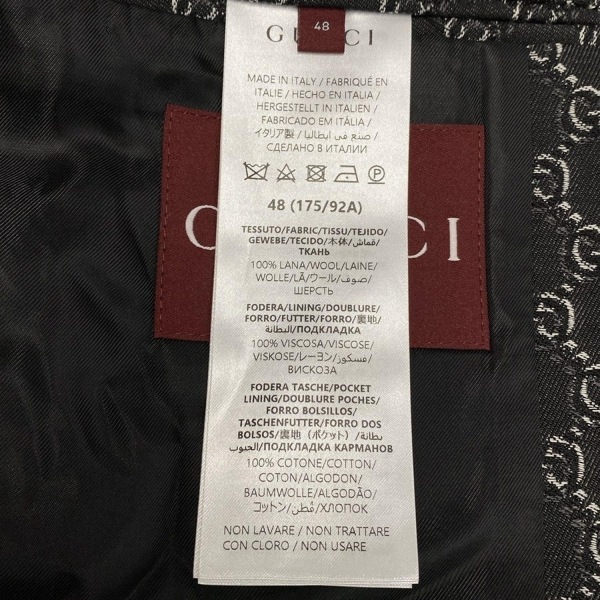 48
GUCCI
MADE IN ITALY / FABRIQUÉ EN
ITALIE / HECHO EN ITALIA /
HERGESTELLT IN ITALIEN /
FABRICADO EM ITÁLIA /
イタリア製 / صنع في ايطاليا /
СДЕЛАНО В ИТАЛИИ
48 (175/92A)
TESSUTO/FABRIC/TISSU/TEJIDO/
GEWEBE/TECIDO/本体/قماش/
ТКАНЬ
100% LANA/WOOL/LAINE/
WOLLE/LÃ/ウール/صوف/
ШЕРСТЬ
FODERA/LINING/DOUBLURE/
FORRO/FUTTER/FORRO/裏地/
البطانة/ПОДКЛАДКА
100% VISCOSA/VISCOSE/
VISKOSE/レーヨン/فسكوز/
ВИСКОЗА
FODERA TASCHE/POCKET
LINING/DOUBLURE POCHES/
FORRO BOLSILLOS/
TASCHENFUTTER/FORRO DOS
BOLSOS/裏地（ポケット）/بطانة
الجيوب/ПОДКЛАДКА КАРМАНОВ
100% COTONE/COTTON/
COTON/ALGODON/
BAUMWOLLE/ALGODÃO/
コットン/قطن/ХЛОПОК
NON LAVARE / NON TRATTARE
CON CLORO / NON USARE